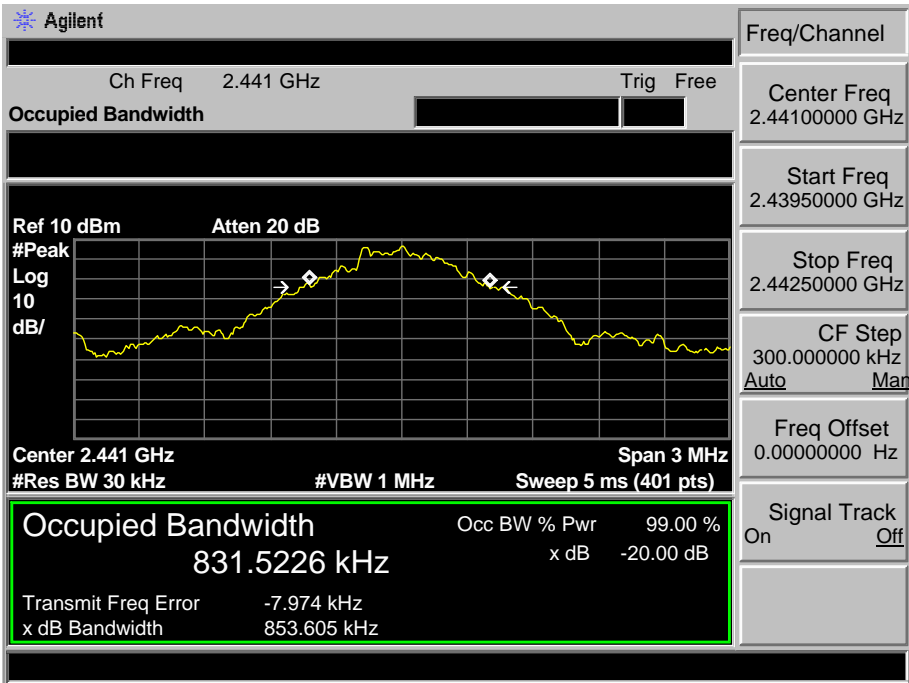 Agilent
Freq/Channel
Ch Freq 2.441 GHz Trig Free
Occupied Bandwidth
Center Freq
2.44100000 GHz
Start Freq
2.43950000 GHz
Stop Freq
2.44250000 GHz
CF Step
300.000000 kHz
Auto Man
Freq Offset
0.00000000 Hz
Signal Track
On Off
Ref 10 dBm Atten 20 dB
#Peak
Log
10
dB/
Center 2.441 GHz Span 3 MHz
#Res BW 30 kHz #VBW 1 MHz Sweep 5 ms (401 pts)
Occupied Bandwidth Occ BW % Pwr 99.00 %
831.5226 kHz x dB -20.00 dB
Transmit Freq Error -7.974 kHz
x dB Bandwidth 853.605 kHz